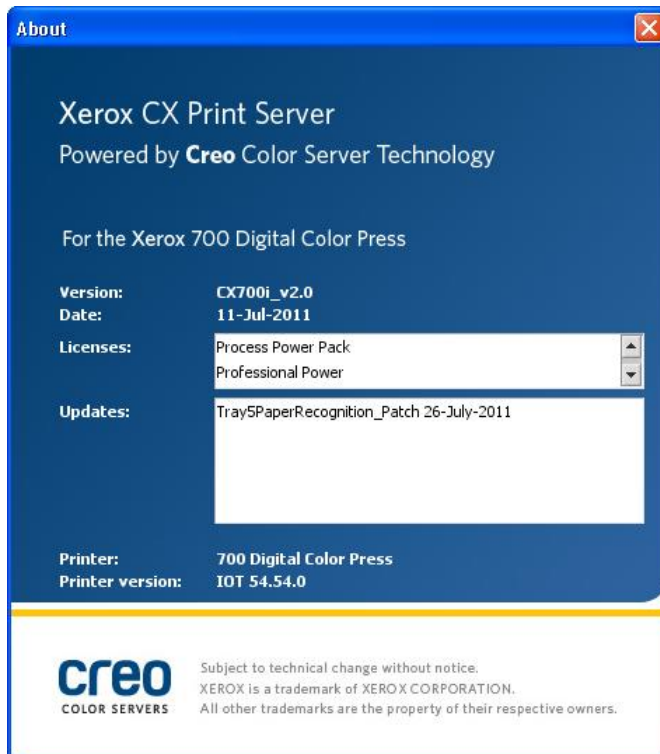 About
Xerox CX Print Server
Powered by Creo Color Server Technology
For the Xerox 700 Digital Color Press
Version: CX700i_v2.0
Date: 11-Jul-2011
Licenses: Process Power Pack
Professional Power
Updates: Tray5PaperRecognition_Patch 26-July-2011
Printer: 700 Digital Color Press
Printer version: IOT 54.54.0
creo
COLOR SERVERS
Subject to technical change without notice.
XEROX is a trademark of XEROX CORPORATION.
All other trademarks are the property of their respective owners.